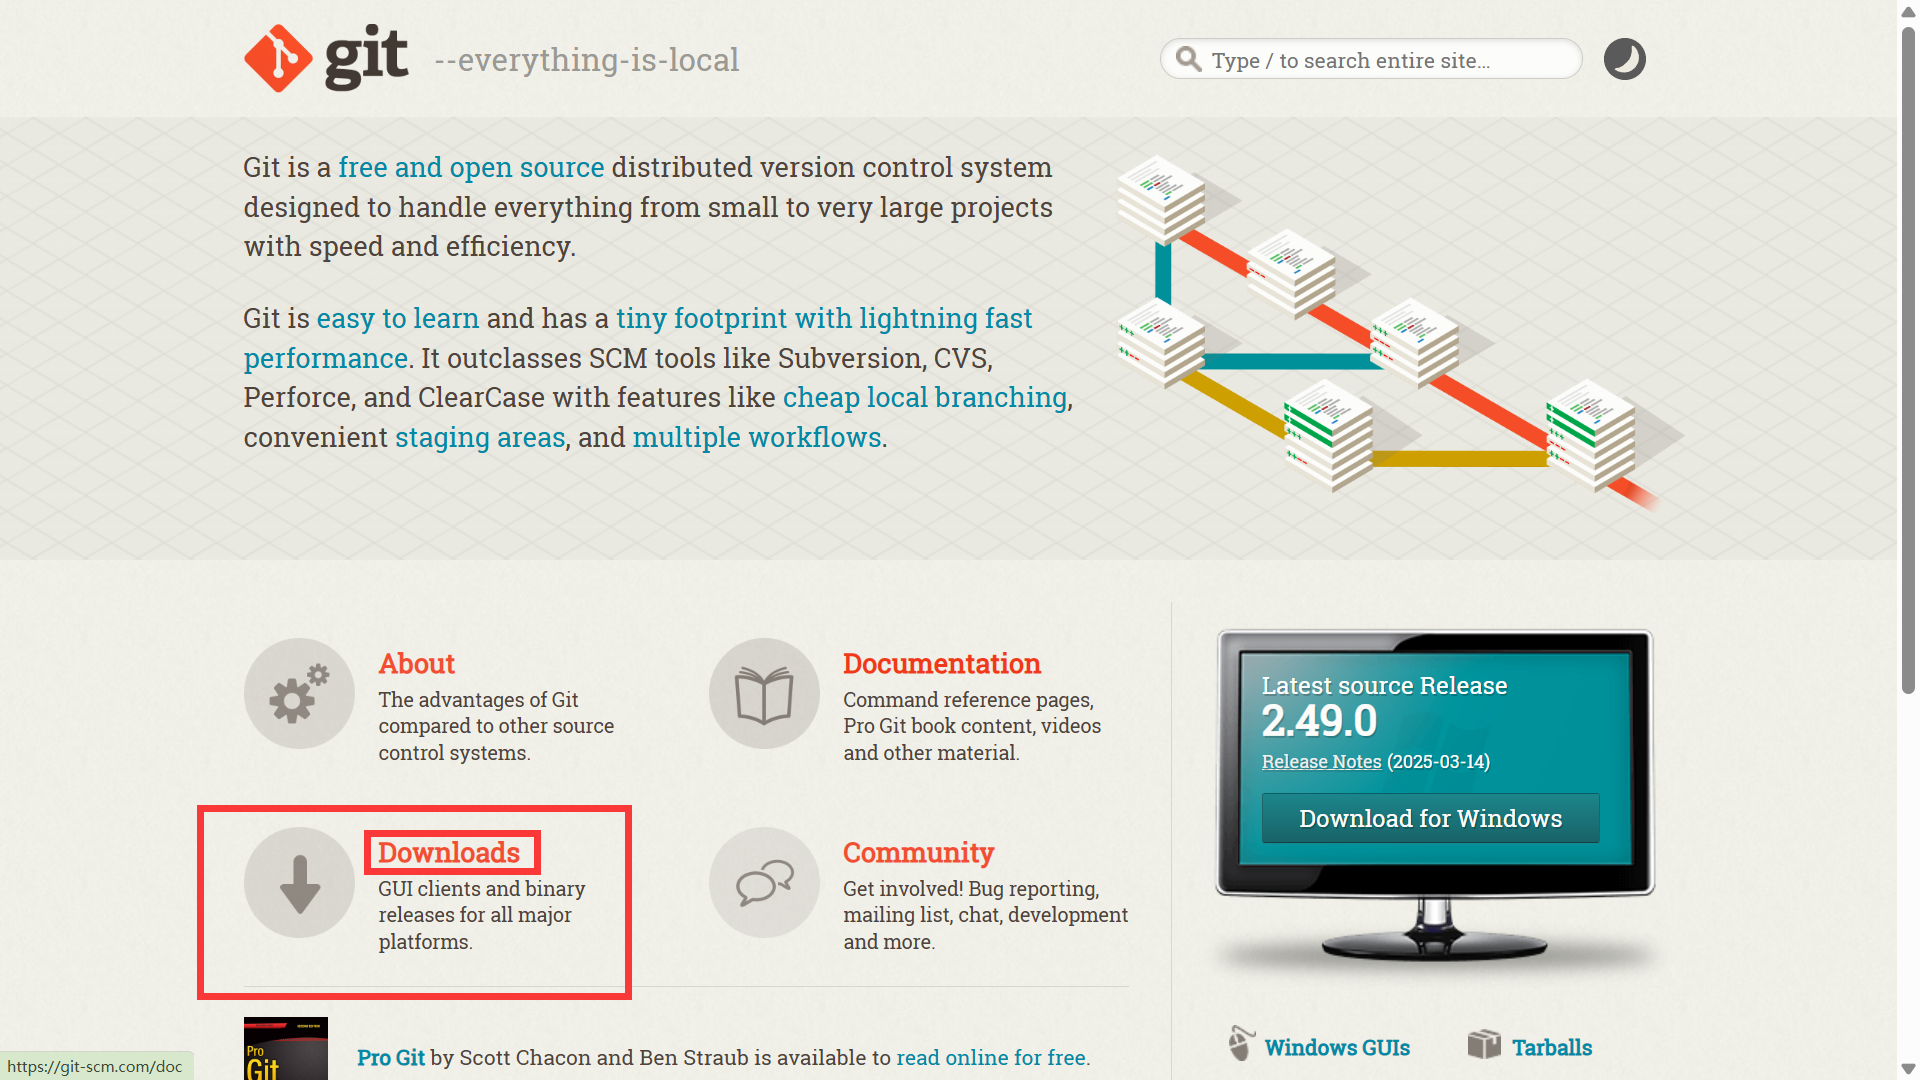 git --everything-is-local
Type / to search entire site...
Git is a free and open source distributed version control system
designed to handle everything from small to very large projects
with speed and efficiency.
Git is easy to learn and has a tiny footprint with lightning fast
performance. It outclasses SCM tools like Subversion, CVS,
Perforce, and ClearCase with features like cheap local branching,
convenient staging areas, and multiple workflows.
About
The advantages of Git
compared to other source
control systems.
Documentation
Command reference pages,
Pro Git book content, videos
and other material.
Downloads
GUI clients and binary
releases for all major
platforms.
Community
Get involved! Bug reporting,
mailing list, chat, development
and more.
Latest source Release
2.49.0
Release Notes (2025-03-14)
Download for Windows
Windows GUIs
Tarballs
Pro
Git
Pro Git by Scott Chacon and Ben Straub is available to read online for free.
https://git-scm.com/doc